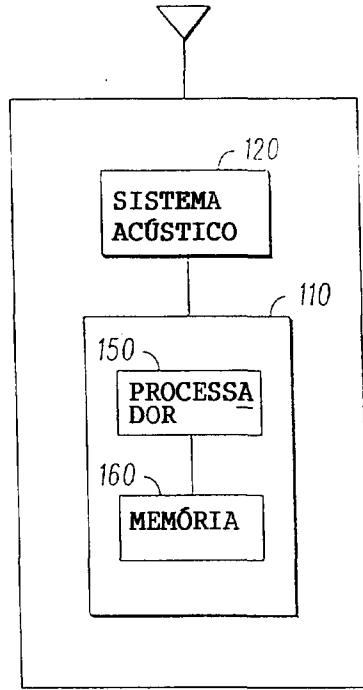 120
SISTEMA
ACÚSTICO
110
150
PROCESSA
DOR
160
MEMÓRIA